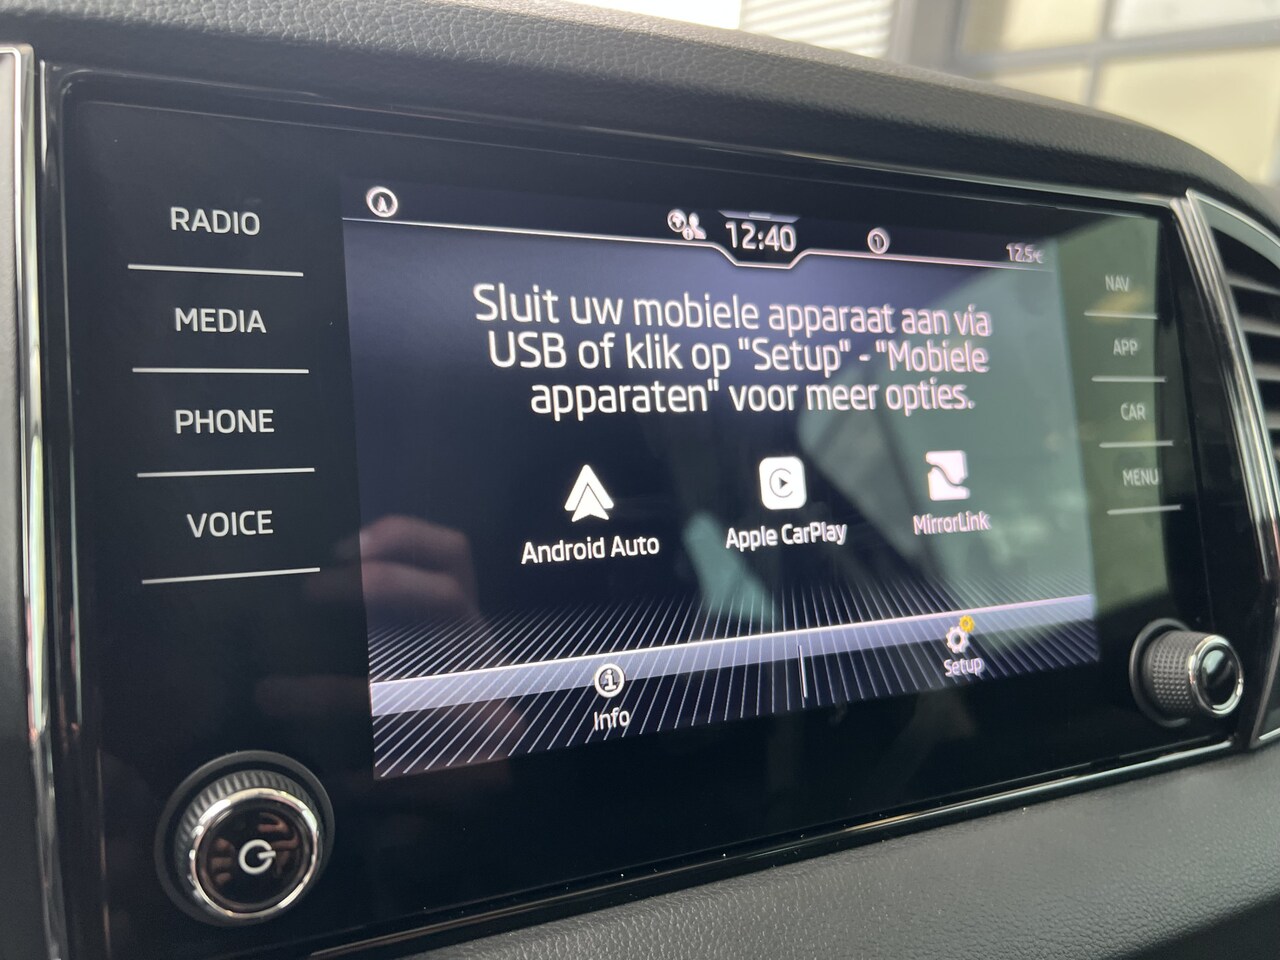 RADIO
MEDIA
PHONE
VOICE
12:40
12.5°C
Sluit uw mobiele apparaat aan via
USB of klik op "Setup" - "Mobiele
apparaten" voor meer opties.
Android Auto
Apple CarPlay
MirrorLink
Info
Setup
NAV
APP
CAR
MENU